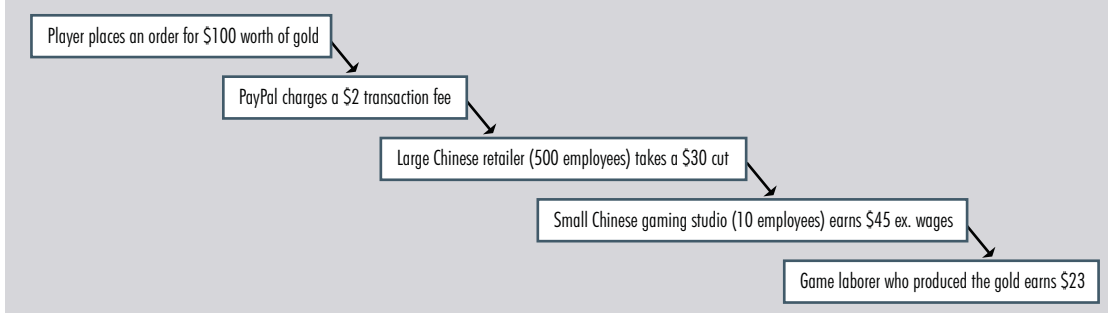 Player places an order for $100 worth of gold
PayPal charges a $2 transaction fee
Large Chinese retailer (500 employees) takes a $30 cut
Small Chinese gaming studio (10 employees) earns $45 ex. wages
Game laborer who produced the gold earns $23